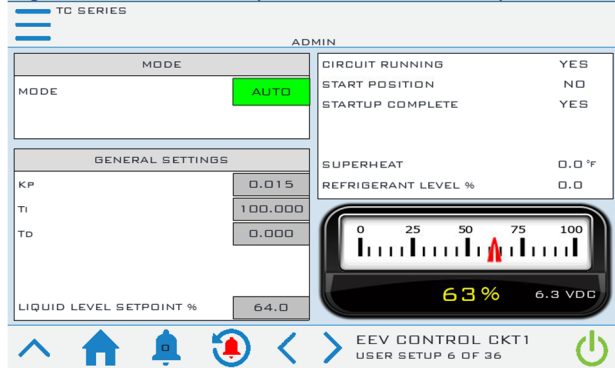 TC SERIES
ADMIN
MODE
MODE AUTO
CIRCUIT RUNNING YES
START POSITION NO
STARTUP COMPLETE YES
SUPERHEAT 0.0 °F
REFRIGERANT LEVEL % 0.0
GENERAL SETTINGS
KP 0.015
TI 100.000
TD 0.000
LIQUID LEVEL SETPOINT % 64.0
0 25 50 75 100
63% 6.3 VDC
0
EEV CONTROL CKT1
USER SETUP 6 OF 36